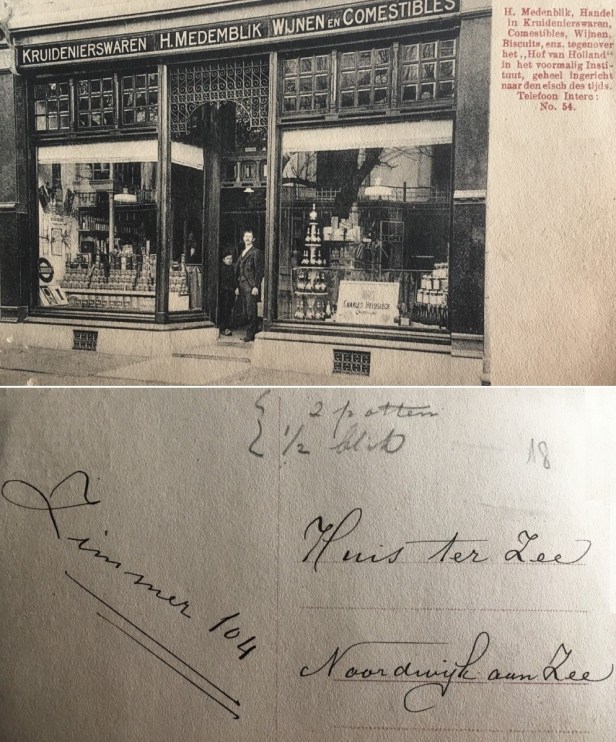 KRUIDENIERSWAREN H. MEDEMBLIK WIJNEN EN COMESTIBLES
H. Medenblik, Handel
in Kruidenierswaren,
Comestibles, Wijnen,
Biscuits, enz. tegenover
het „Hof van Holland"
in het voormalig Insti-
tuut, geheel ingericht
naar den eisch des tijds.
Telefoon Interc:
No. 54.
CHARLES HEIDSIECK
2 potten
1/2 blik
18
Zimmer 104
Huis ter Zee
Noordwijk aan Zee